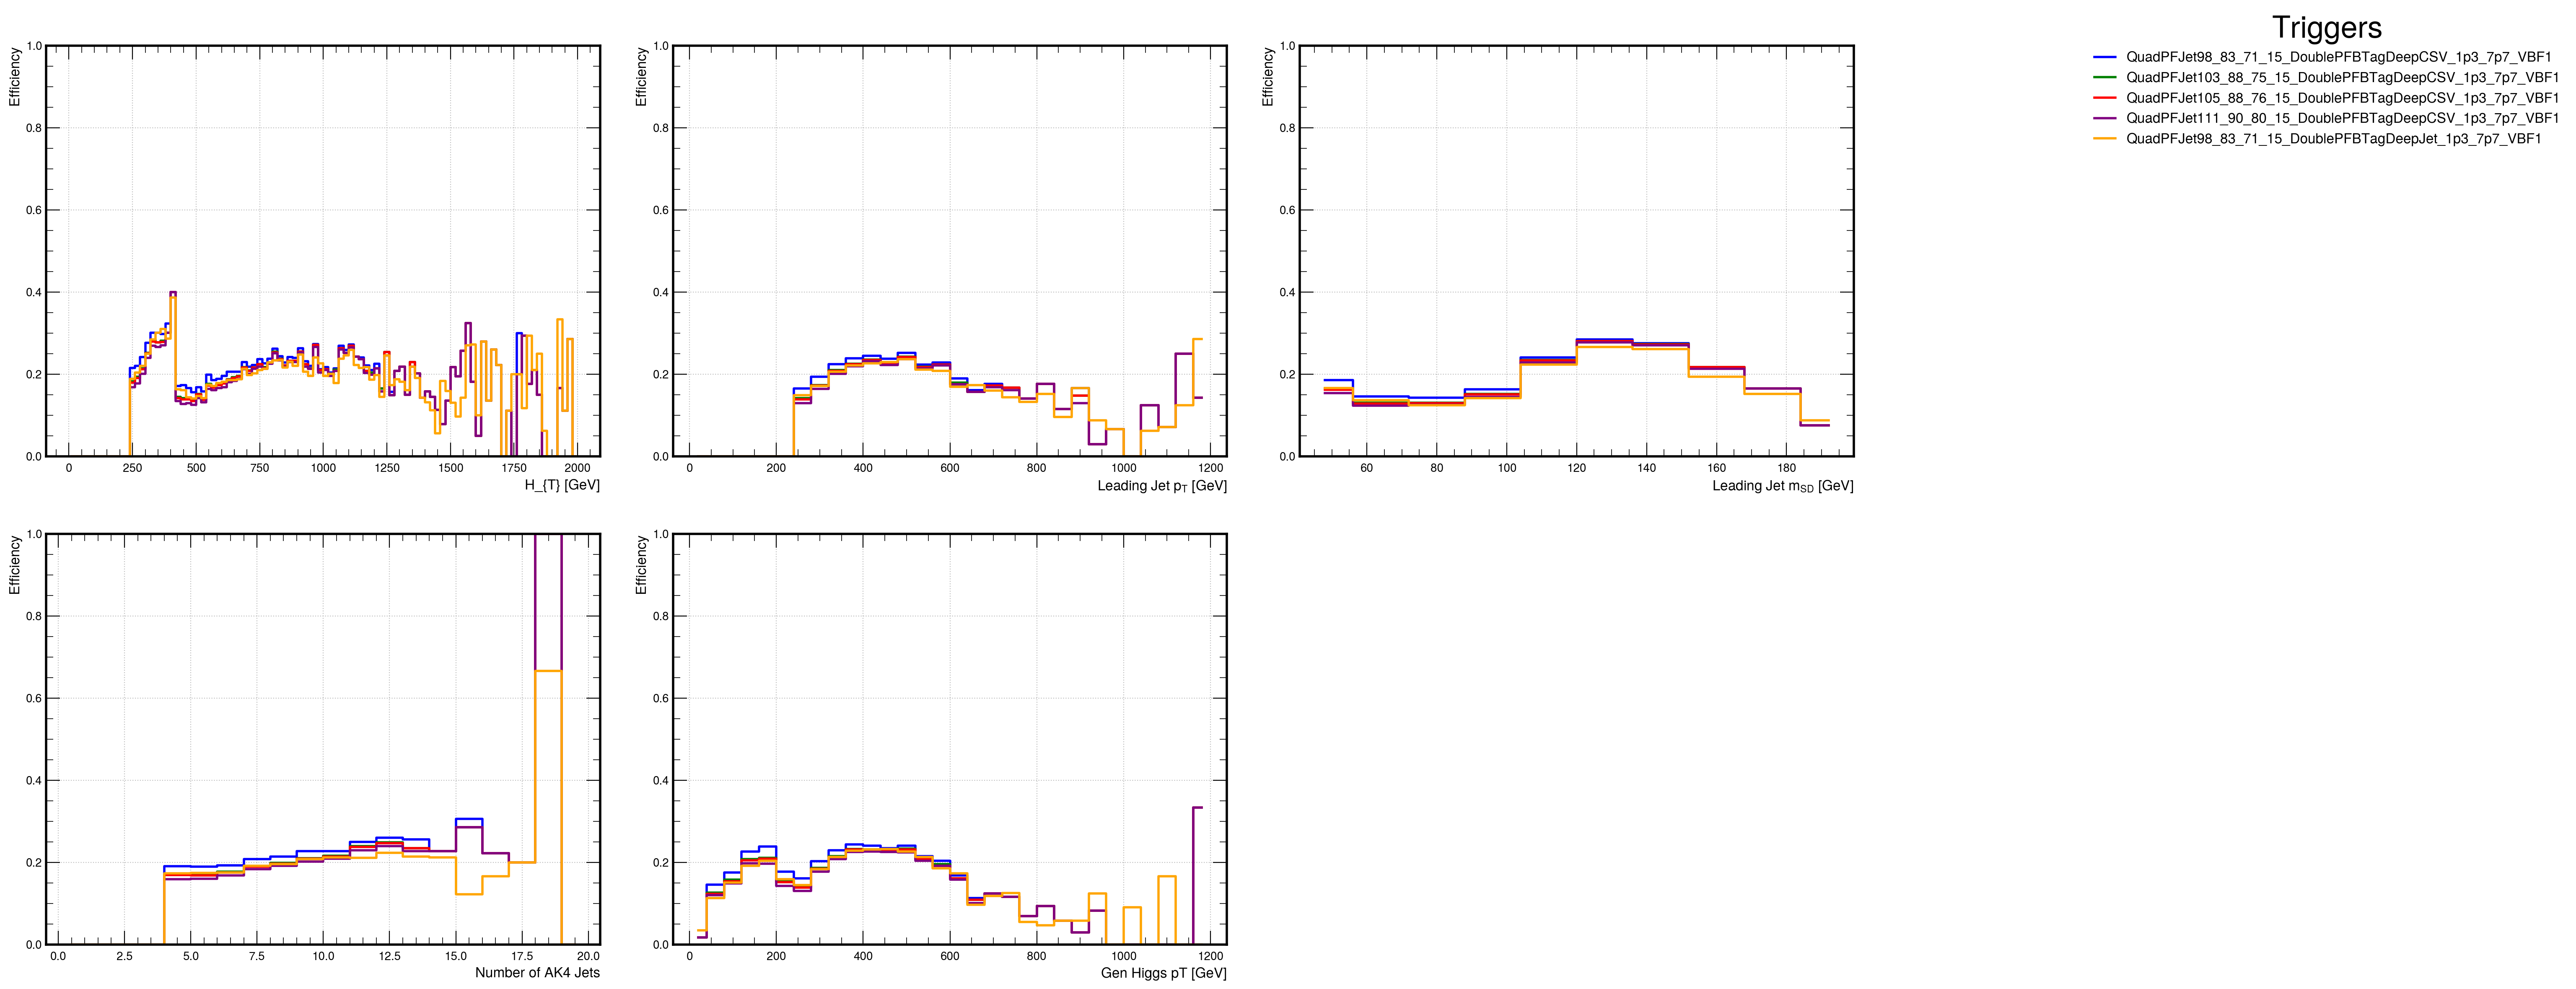 Triggers
QuadPFJet98_83_71_15_DoublePFBTagDeepCSV_1p3_7p7_VBF1
QuadPFJet103_88_75_15_DoublePFBTagDeepCSV_1p3_7p7_VBF1
QuadPFJet105_88_76_15_DoublePFBTagDeepCSV_1p3_7p7_VBF1
QuadPFJet111_90_80_15_DoublePFBTagDeepCSV_1p3_7p7_VBF1
QuadPFJet98_83_71_15_DoublePFBTagDeepJet_1p3_7p7_VBF1
Efficiency
1.0
0.8
0.6
0.4
0.2
0.0
0 250 500 750 1000 1250 1500 1750 2000
H_{T} [GeV]
Efficiency
1.0
0.8
0.6
0.4
0.2
0.0
0 200 400 600 800 1000 1200
Leading Jet pT [GeV]
Efficiency
1.0
0.8
0.6
0.4
0.2
0.0
60 80 100 120 140 160 180
Leading Jet mSD [GeV]
Efficiency
1.0
0.8
0.6
0.4
0.2
0.0
0.0 2.5 5.0 7.5 10.0 12.5 15.0 17.5 20.0
Number of AK4 Jets
Efficiency
1.0
0.8
0.6
0.4
0.2
0.0
0 200 400 600 800 1000 1200
Gen Higgs pT [GeV]